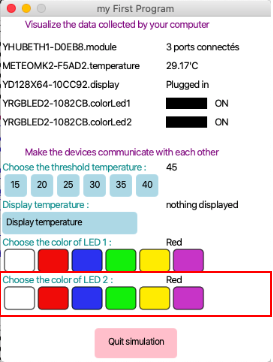 my First Program
Visualize the data collected by your computer
YHUBETH1-D0EB8.module 3 ports connectés
METEOMK2-F5AD2.temperature 29.17'C
YD128X64-10CC92.display Plugged in
YRGBLED2-1082CB.colorLed1 ON
YRGBLED2-1082CB.colorLed2 ON
Make the devices communicate with each other
Choose the threshold temperature : 45
15 20 25 30 35 40
Display temperature : nothing displayed
Display temperature
Choose the color of LED 1 : Red
Choose the color of LED 2 : Red
Quit simulation